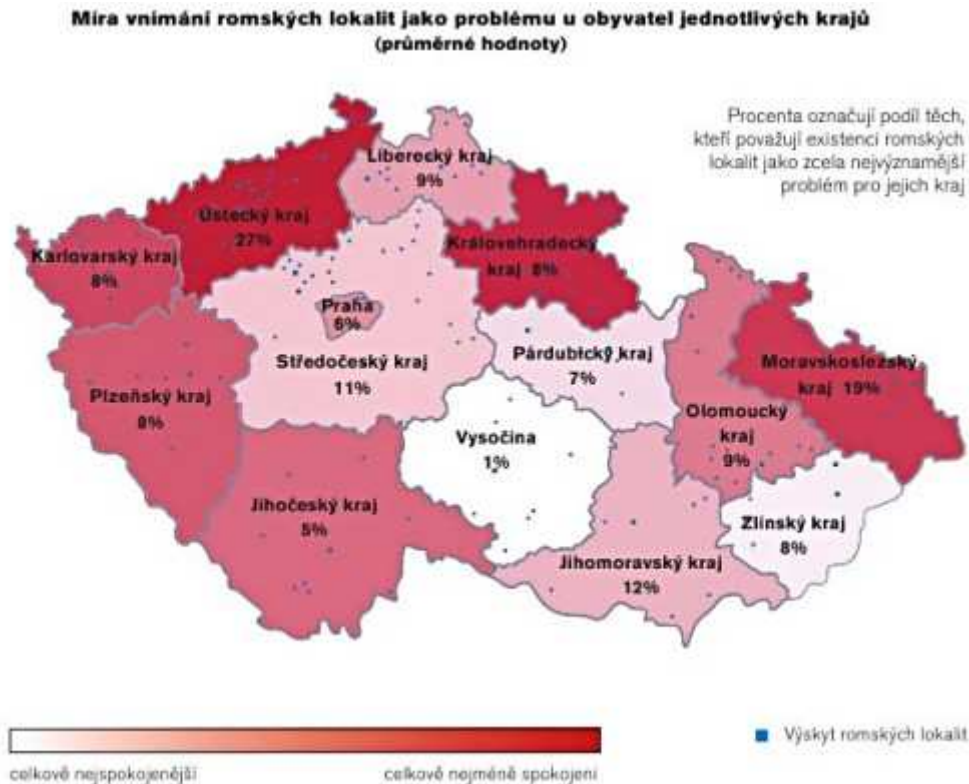 Míra vnímání romských lokalit jako problému u obyvatel jednotlivých krajů
(průměrné hodnoty)
Procenta označují podíl těch,
kteří považují existenci romských
lokalit jako zcela nejvýznamější
problém pro jejich kraj
Liberecký kraj
9%
Ústecký kraj
27%
Královehradecký
kraj 8%
Karlovarský kraj
8%
Praha
6%
Středočeský kraj
11%
Pardubický kraj
7%
Moravskoslezský
kraj 19%
Plzeňský kraj
8%
Olomoucký
kraj
9%
Vysočina
1%
Jihočeský kraj
5%
Zlínský kraj
8%
Jihomoravský kraj
12%
celkově nejspokojenější
celkově nejméně spokojeni
Výskyt romských lokalit